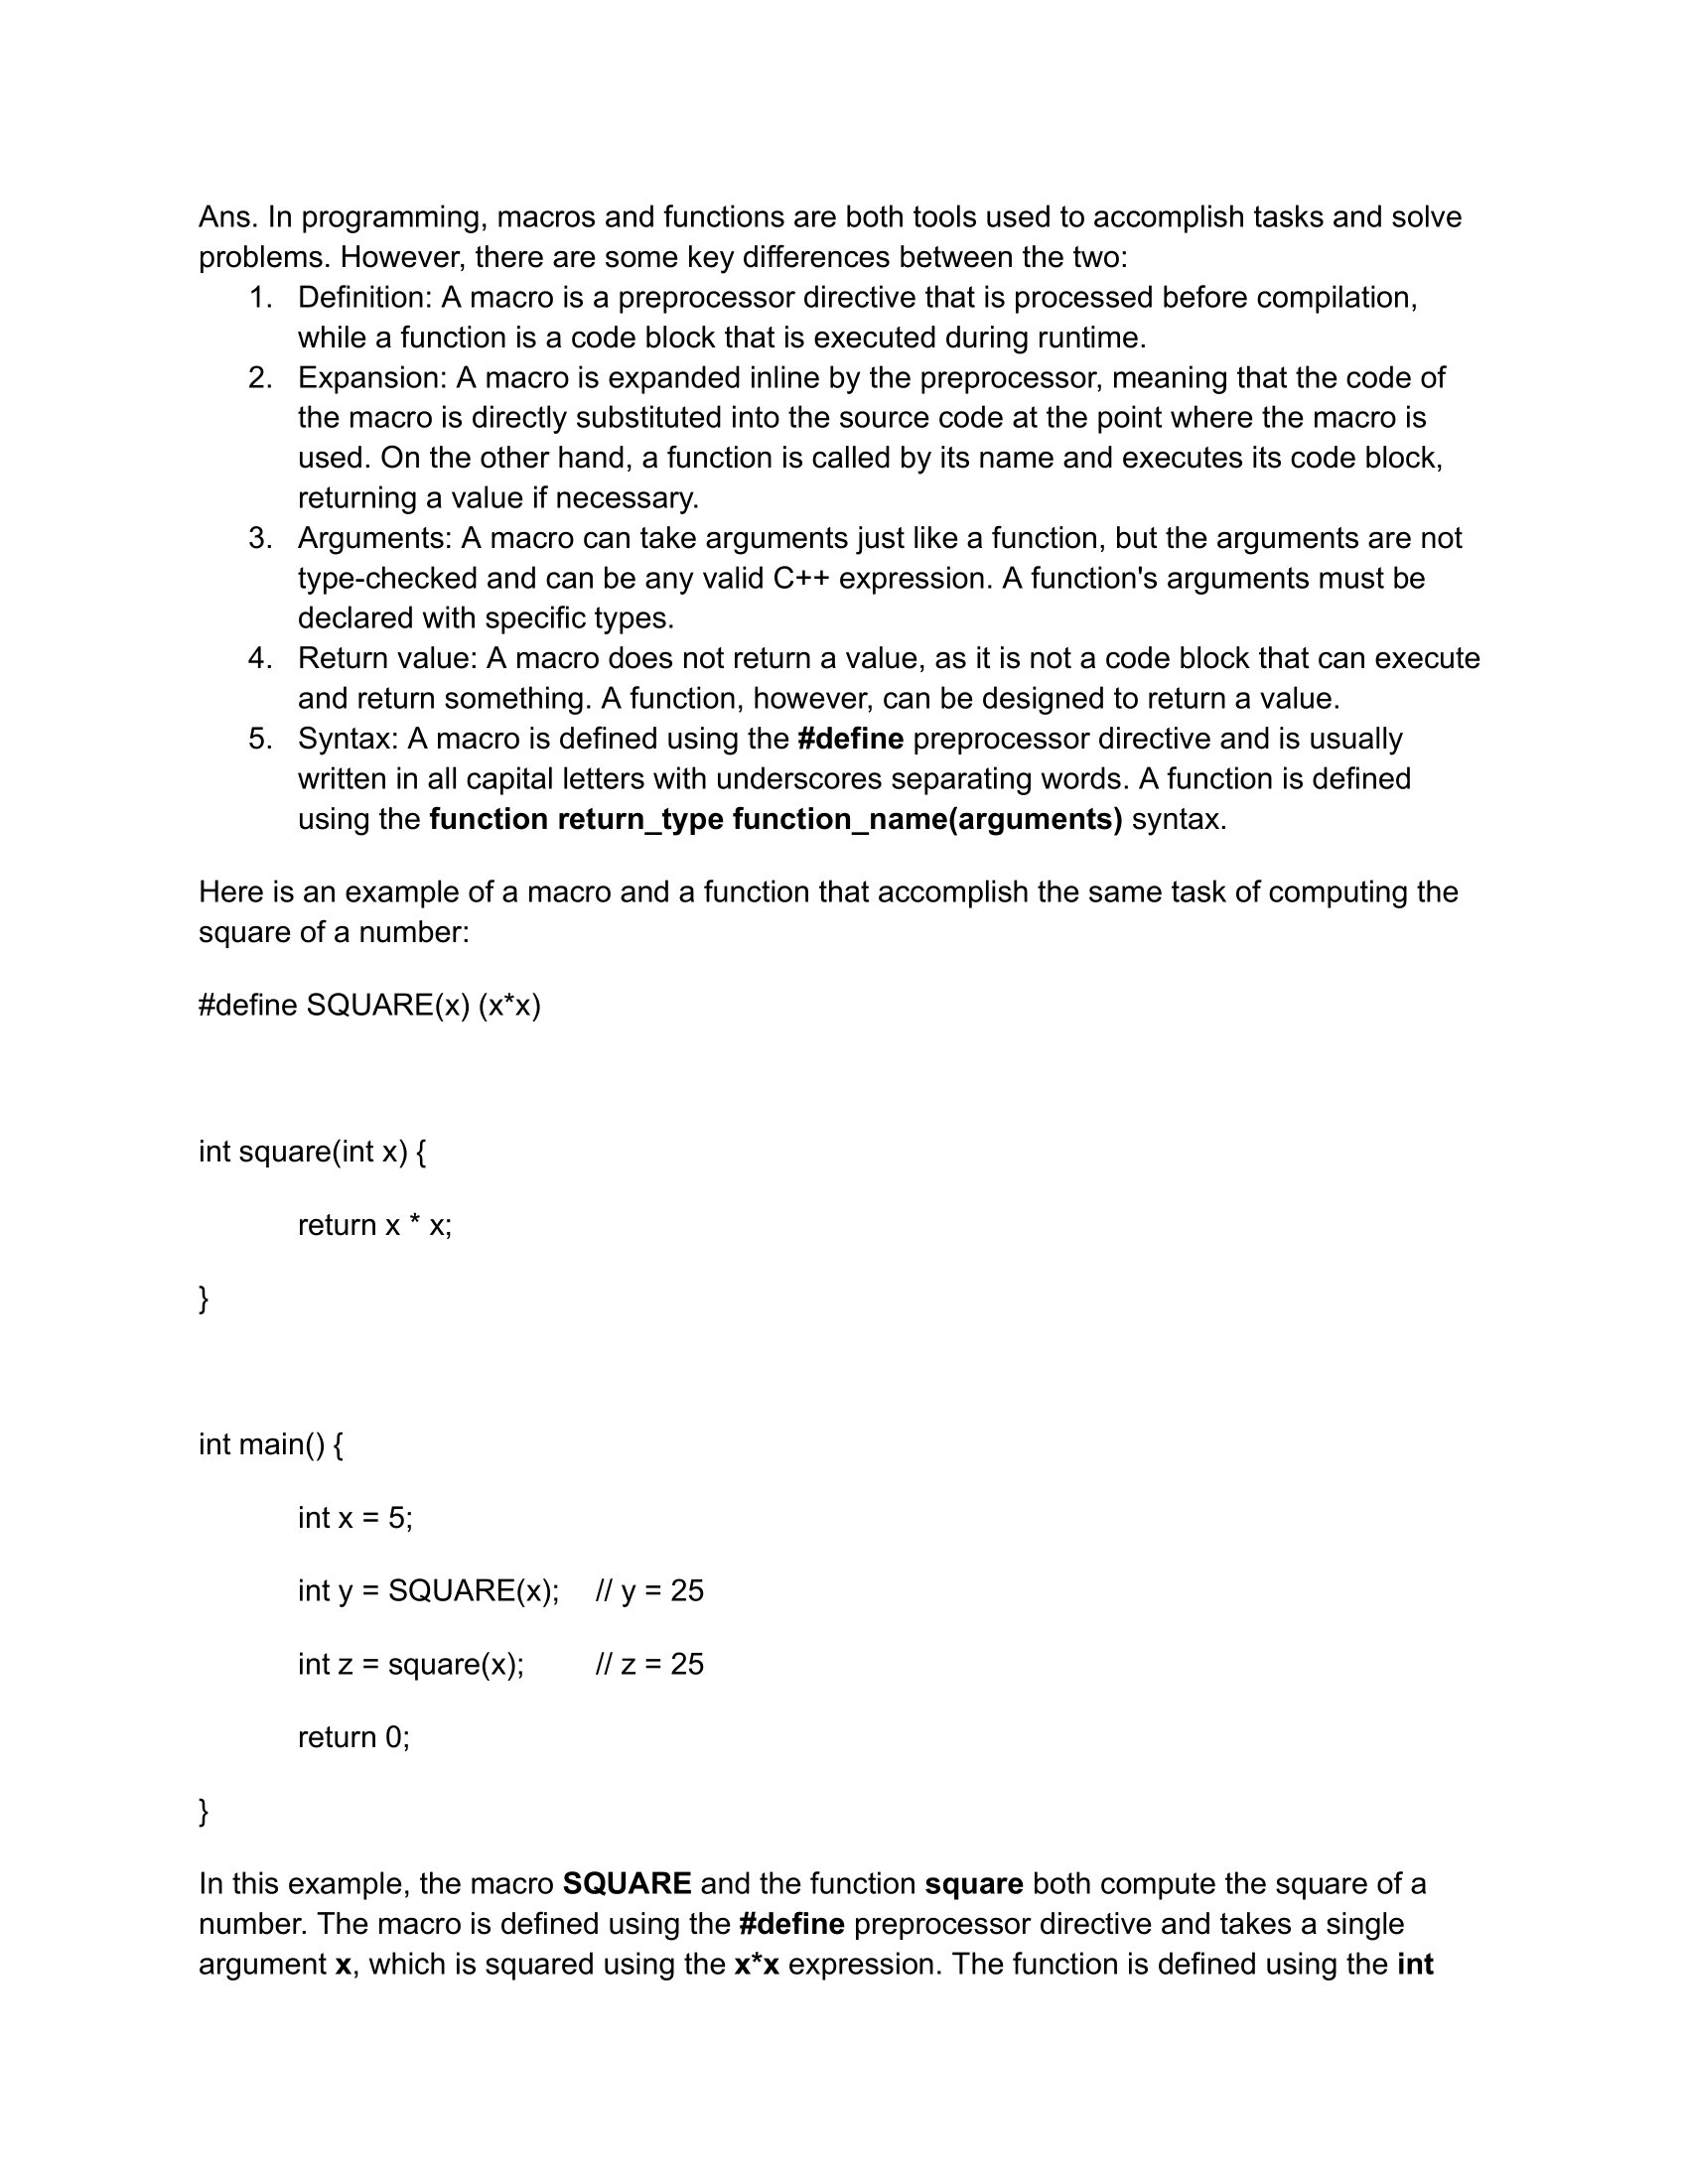 Ans. In programming, macros and functions are both tools used to accomplish tasks and solve
problems. However, there are some key differences between the two:
1. Definition: A macro is a preprocessor directive that is processed before compilation,
while a function is a code block that is executed during runtime.
2. Expansion: A macro is expanded inline by the preprocessor, meaning that the code of
the macro is directly substituted into the source code at the point where the macro is
used. On the other hand, a function is called by its name and executes its code block,
returning a value if necessary.
3. Arguments: A macro can take arguments just like a function, but the arguments are not
type-checked and can be any valid C++ expression. A function's arguments must be
declared with specific types.
4. Return value: A macro does not return a value, as it is not a code block that can execute
and return something. A function, however, can be designed to return a value.
5. Syntax: A macro is defined using the #define preprocessor directive and is usually
written in all capital letters with underscores separating words. A function is defined
using the function return_type function_name(arguments) syntax.
Here is an example of a macro and a function that accomplish the same task of computing the
square of a number:
#define SQUARE(x) (x*x)
int square(int x) {
return x * x;
}
int main() {
int x = 5;
int y = SQUARE(x); // y = 25
int z = square(x); // z = 25
return 0;
}
In this example, the macro SQUARE and the function square both compute the square of a
number. The macro is defined using the #define preprocessor directive and takes a single
argument x, which is squared using the x*x expression. The function is defined using the int